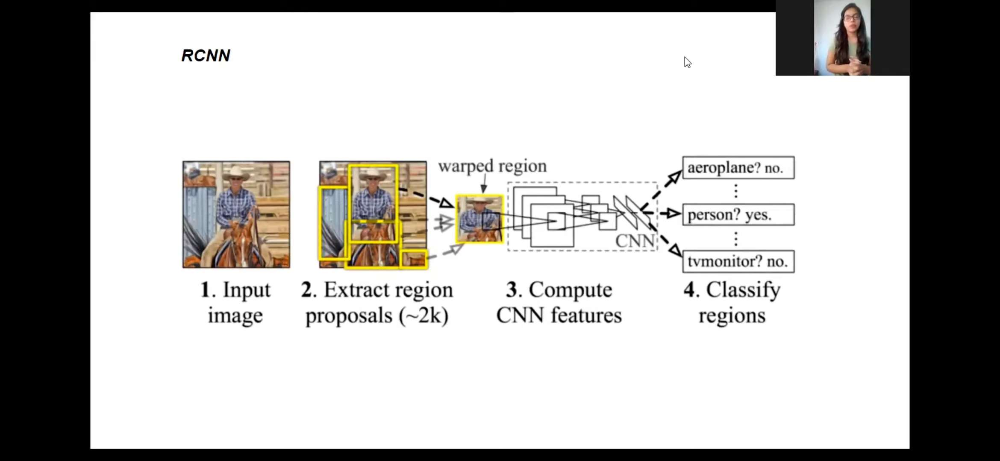 RCNN
warped region
aeroplane? no.
person? yes.
CNN
tvmonitor? no.
1. Input
image
2. Extract region
proposals (~2k)
3. Compute
CNN features
4. Classify
regions